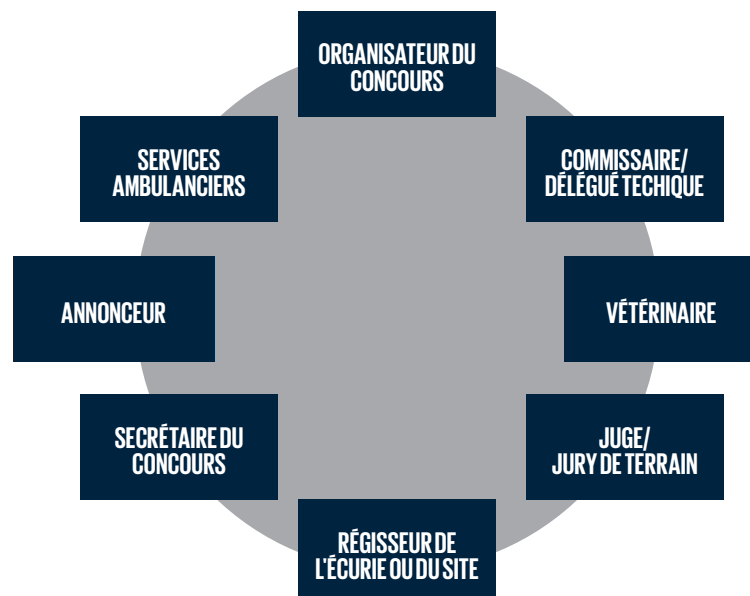 ORGANISATEUR DU
CONCOURS
SERVICES
AMBULANCIERS
COMMISSAIRE/
DÉLÉGUÉ TECHIQUE
ANNONCEUR
VÉTÉRINAIRE
SECRÉTAIRE DU
CONCOURS
JUGE/
JURY DE TERRAIN
RÉGISSEUR DE
L'ÉCURIE OU DU SITE